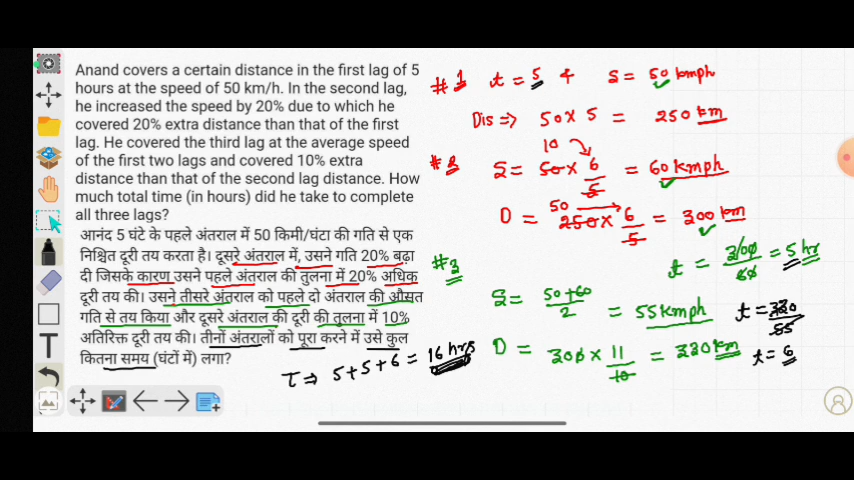 Anand covers a certain distance in the first lag of 5
hours at the speed of 50 km/h. In the second lag,
he increased the speed by 20% due to which he
covered 20% extra distance than that of the first
lag. He covered the third lag at the average speed
of the first two lags and covered 10% extra
distance than that of the second lag distance. How
much total time (in hours) did he take to complete
all three lags?
आनंद 5 घंटे के पहले अंतराल में 50 किमी/घंटा की गति से एक
निश्चित दूरी तय करता है। दूसरे अंतराल में, उसने गति 20% बढ़ा
दी जिसके कारण उसने पहले अंतराल की तुलना में 20% अधिक
दूरी तय की। उसने तीसरे अंतराल को पहले दो अंतराल की औसत
गति से तय किया और दूसरे अंतराल की दूरी की तुलना में 10%
अतिरिक्त दूरी तय की। तीनों अंतरालों को पूरा करने में उसे कुल
कितना समय (घंटों में) लगा?
T ⇒ 5+5+6 = 16 hrs
#1 t = 5 S = 50 kmph
Dis ⇒ 50 × 5 = 250 km
10
#2 S = 50 × 6/5 = 60 kmph
50
D = 250 × 6/5 = 300 km
t = 300/60 = 5 hr
#3
S = 50+60/2 = 55 kmph
t = 330/55
D = 300 × 11/10 = 330 km
t = 6
T